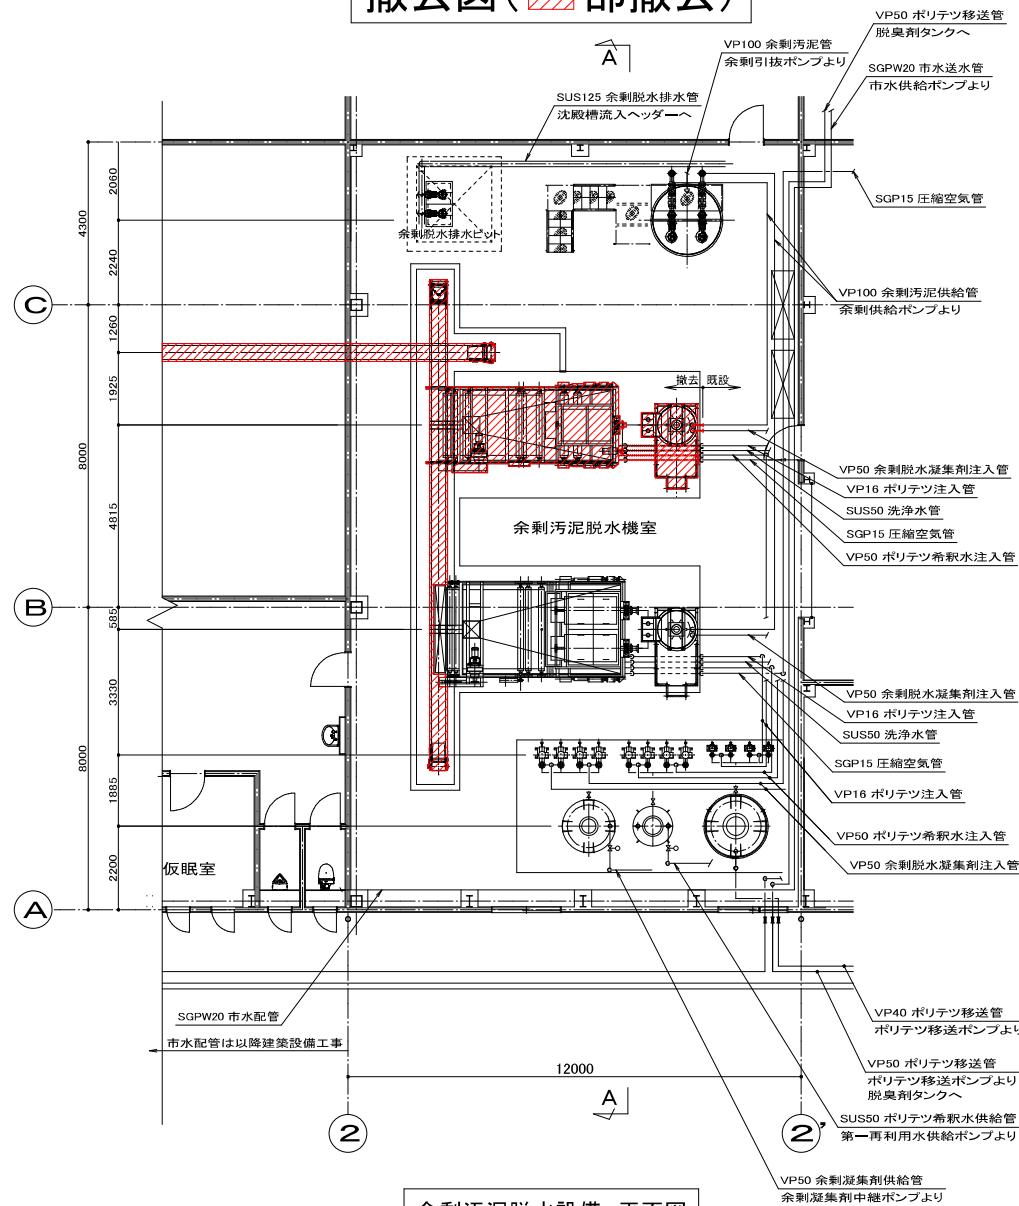 撤去図( 部撤去)
VP50 ポリテツ移送管
脱臭剤タンクへ
A
VP100 余剰汚泥管
余剰引抜ポンプより
SGPW20 市水送水管
市水供給ポンプより
SUS125 余剰脱水排水管
沈殿槽流入ヘッダーへ
2060
SGP15 圧縮空気管
4300
余剰脱水排水ピット
2240
VP100 余剰汚泥供給管
余剰供給ポンプより
C
1260
1925
撤去 既設
8000
VP50 余剰脱水凝集剤注入管
VP16 ポリテツ注入管
SUS50 洗浄水管
4815
余剰汚泥脱水機室
SGP15 圧縮空気管
VP50 ポリテツ希釈水注入管
B
585
3330
VP50 余剰脱水凝集剤注入管
VP16 ポリテツ注入管
SUS50 洗浄水管
8000
SGP15 圧縮空気管
1885
VP16 ポリテツ注入管
VP50 ポリテツ希釈水注入管
2200
仮眠室
VP50 余剰脱水凝集剤注入管
A
SGPW20 市水配管
VP40 ポリテツ移送管
ポリテツ移送ポンプより
市水配管は以降建築設備工事
VP50 ポリテツ移送管
ポリテツ移送ポンプより
脱臭剤タンクへ
12000
A
SUS50 ポリテツ希釈水供給管
第一再利用水供給ポンプより
2
2'
VP50 余剰凝集剤供給管
余剰凝集剤中継ポンプより
余剰汚泥脱水設備 平面図